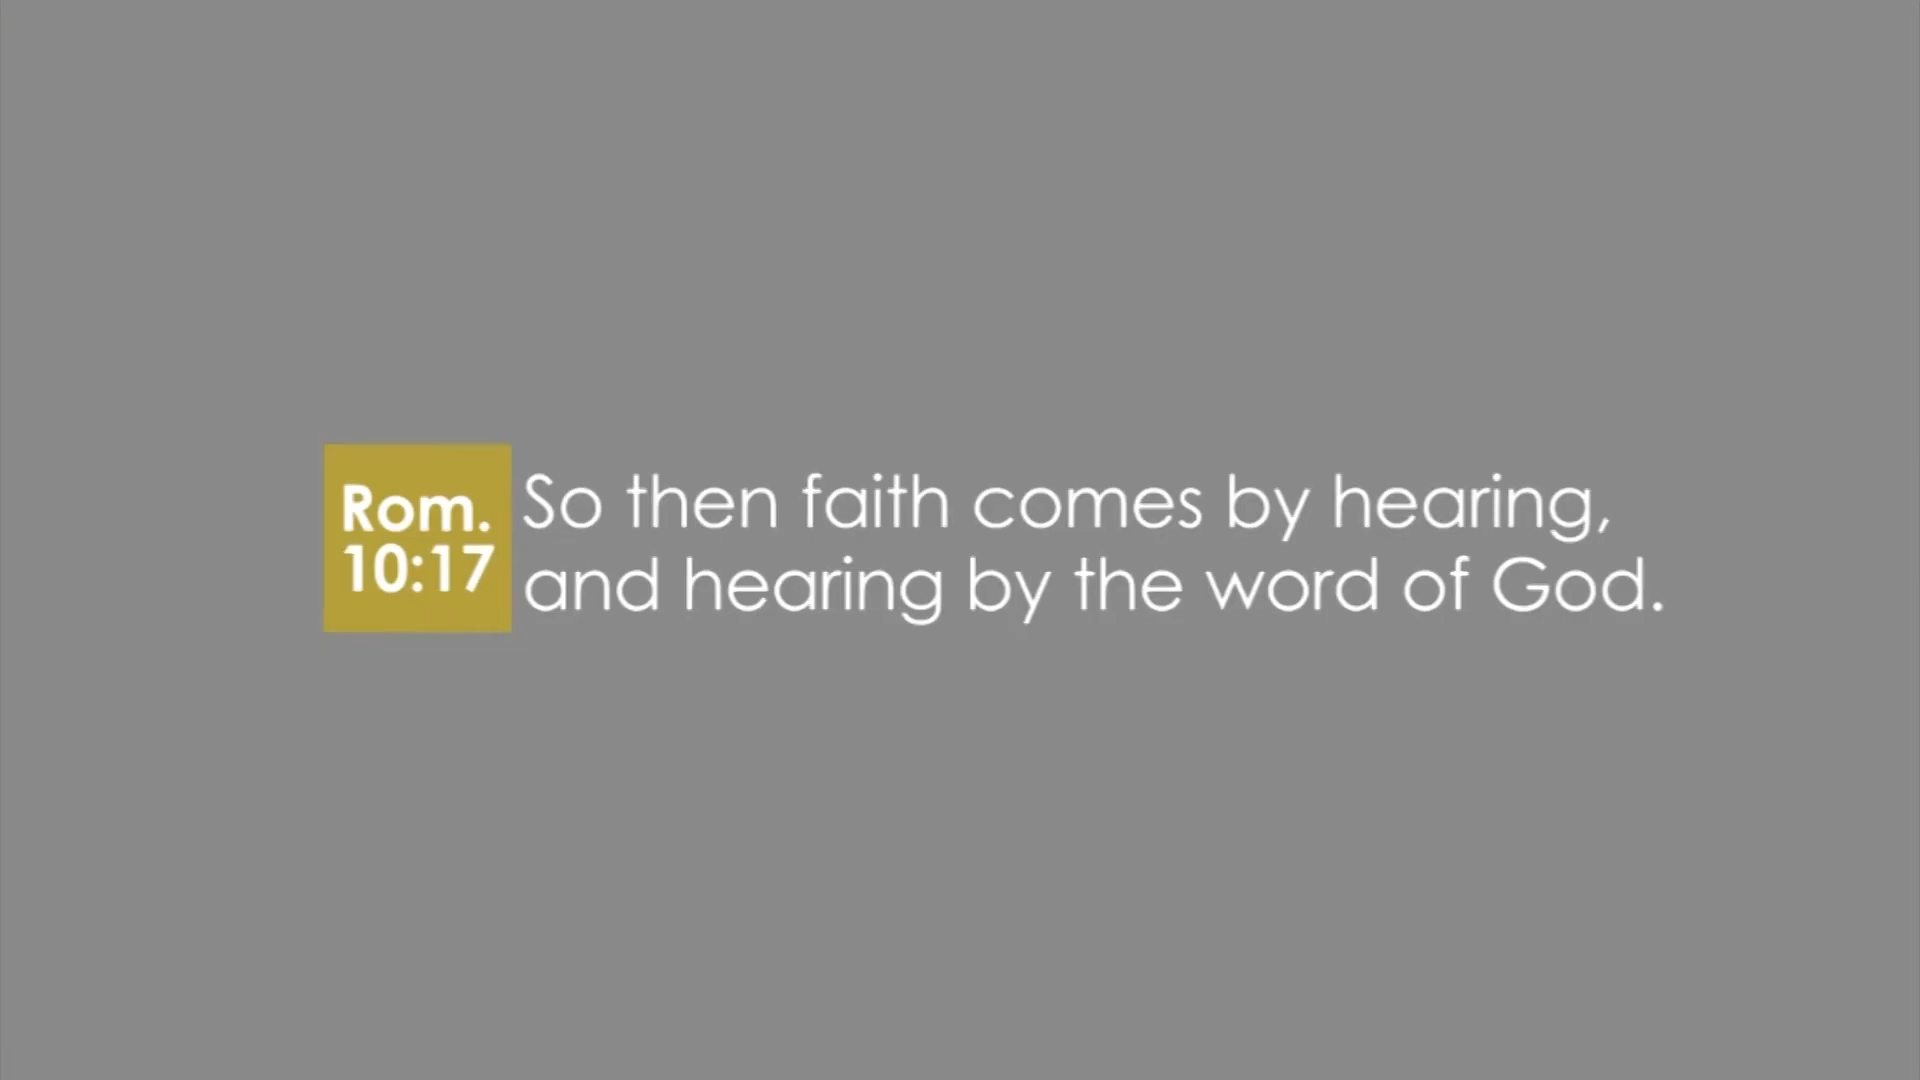 Rom.
10:17
So then faith comes by hearing,
and hearing by the word of God.